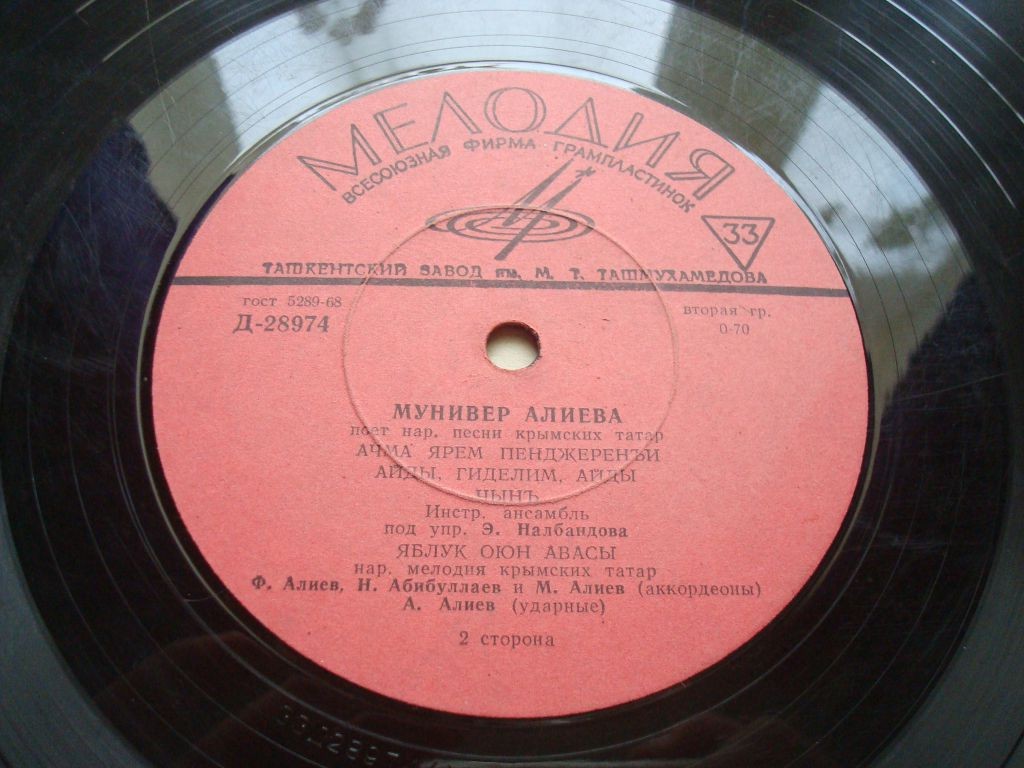 МЕЛОДИЯ
ВСЕСОЮЗНАЯ ФИРМА ГРАМПЛАСТИНОК
33
ТАШКЕНТСКИЙ ЗАВОД им. М. Т. ТАШМУХАМЕДОВА
гост 5289-68
Д-28974
вторая гр.
0-70
МУНИВЕР АЛИЕВА
поет нар. песни крымских татар
АЧМА ЯРЕМ ПЕНДЖЕРЕНЪИ
АЙДЫ, ГИДЕЛИМ, АЙДЫ
ЧЫНЪ
Инстр. ансамбль
под упр. Э. Налбандова
ЯБЛУК ОЮН АВАСЫ
нар. мелодия крымских татар
Ф. Алиев, Н. Абибуллаев и М. Алиев (аккордеоны)
А. Алиев (ударные)
2 сторона